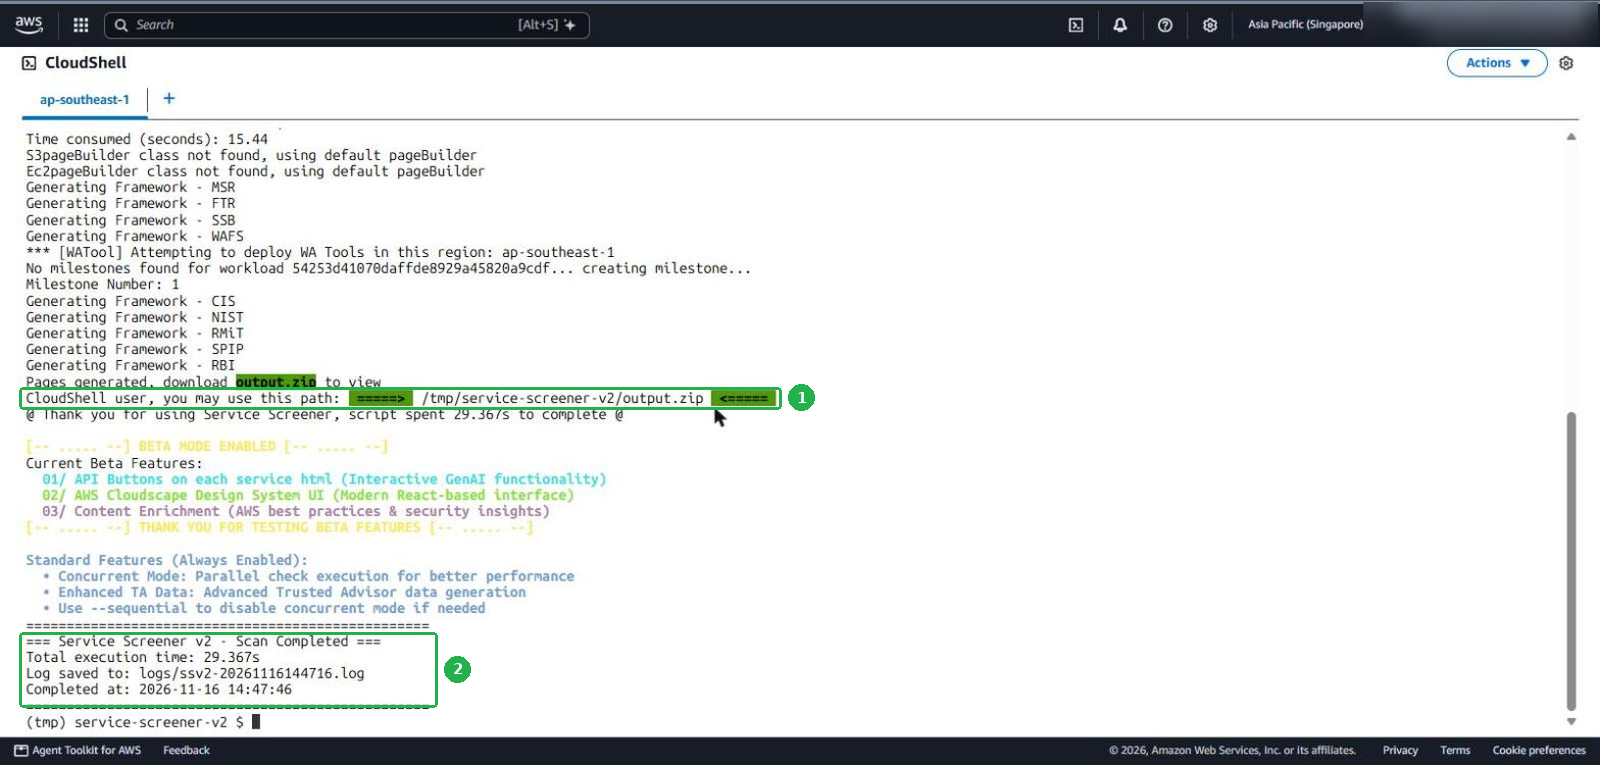 aws
Search
[Alt+S]
Asia Pacific (Singapore)
CloudShell
Actions
ap-southeast-1
+
Time consumed (seconds): 15.44
S3pageBuilder class not found, using default pageBuilder
Ec2pageBuilder class not found, using default pageBuilder
Generating Framework - MSR
Generating Framework - FTR
Generating Framework - SSB
Generating Framework - WAFS
*** [WATool] Attempting to deploy WA Tools in this region: ap-southeast-1
No milestones found for workload 54253d41070daffde8929a45820a9cdf... creating milestone...
Milestone Number: 1
Generating Framework - CIS
Generating Framework - NIST
Generating Framework - RMiT
Generating Framework - SPIP
Generating Framework - RBI
Pages generated, download output.zip to view
CloudShell user, you may use this path: =====> /tmp/service-screener-v2/output.zip <=====
1
@ Thank you for using Service Screener, script spent 29.367s to complete @
[-- ..... --] BETA MODE ENABLED [-- ..... --]
Current Beta Features:
01/ API Buttons on each service html (Interactive GenAI functionality)
02/ AWS Cloudscape Design System UI (Modern React-based interface)
03/ Content Enrichment (AWS best practices & security insights)
[-- ..... --] THANK YOU FOR TESTING BETA FEATURES [-- ..... --]
Standard Features (Always Enabled):
• Concurrent Mode: Parallel check execution for better performance
• Enhanced TA Data: Advanced Trusted Advisor data generation
• Use --sequential to disable concurrent mode if needed
==================================================
=== Service Screener v2 - Scan Completed ===
Total execution time: 29.367s
Log saved to: logs/ssv2-20261116144716.log
Completed at: 2026-11-16 14:47:46
2
==================================================
(tmp) service-screener-v2 $
Agent Toolkit for AWS
Feedback
© 2026, Amazon Web Services, Inc. or its affiliates.
Privacy
Terms
Cookie preferences